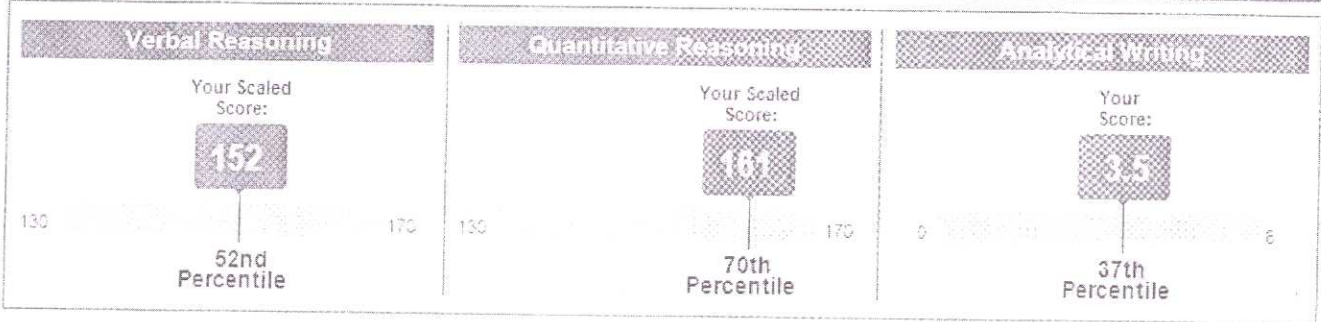 Verbal Reasoning
Your Scaled
Score:
152
130
170
52nd
Percentile
Quantitative Reasoning
Your Scaled
Score:
161
130
170
70th
Percentile
Analytical Writing
Your
Score:
3.5
0
6
37th
Percentile